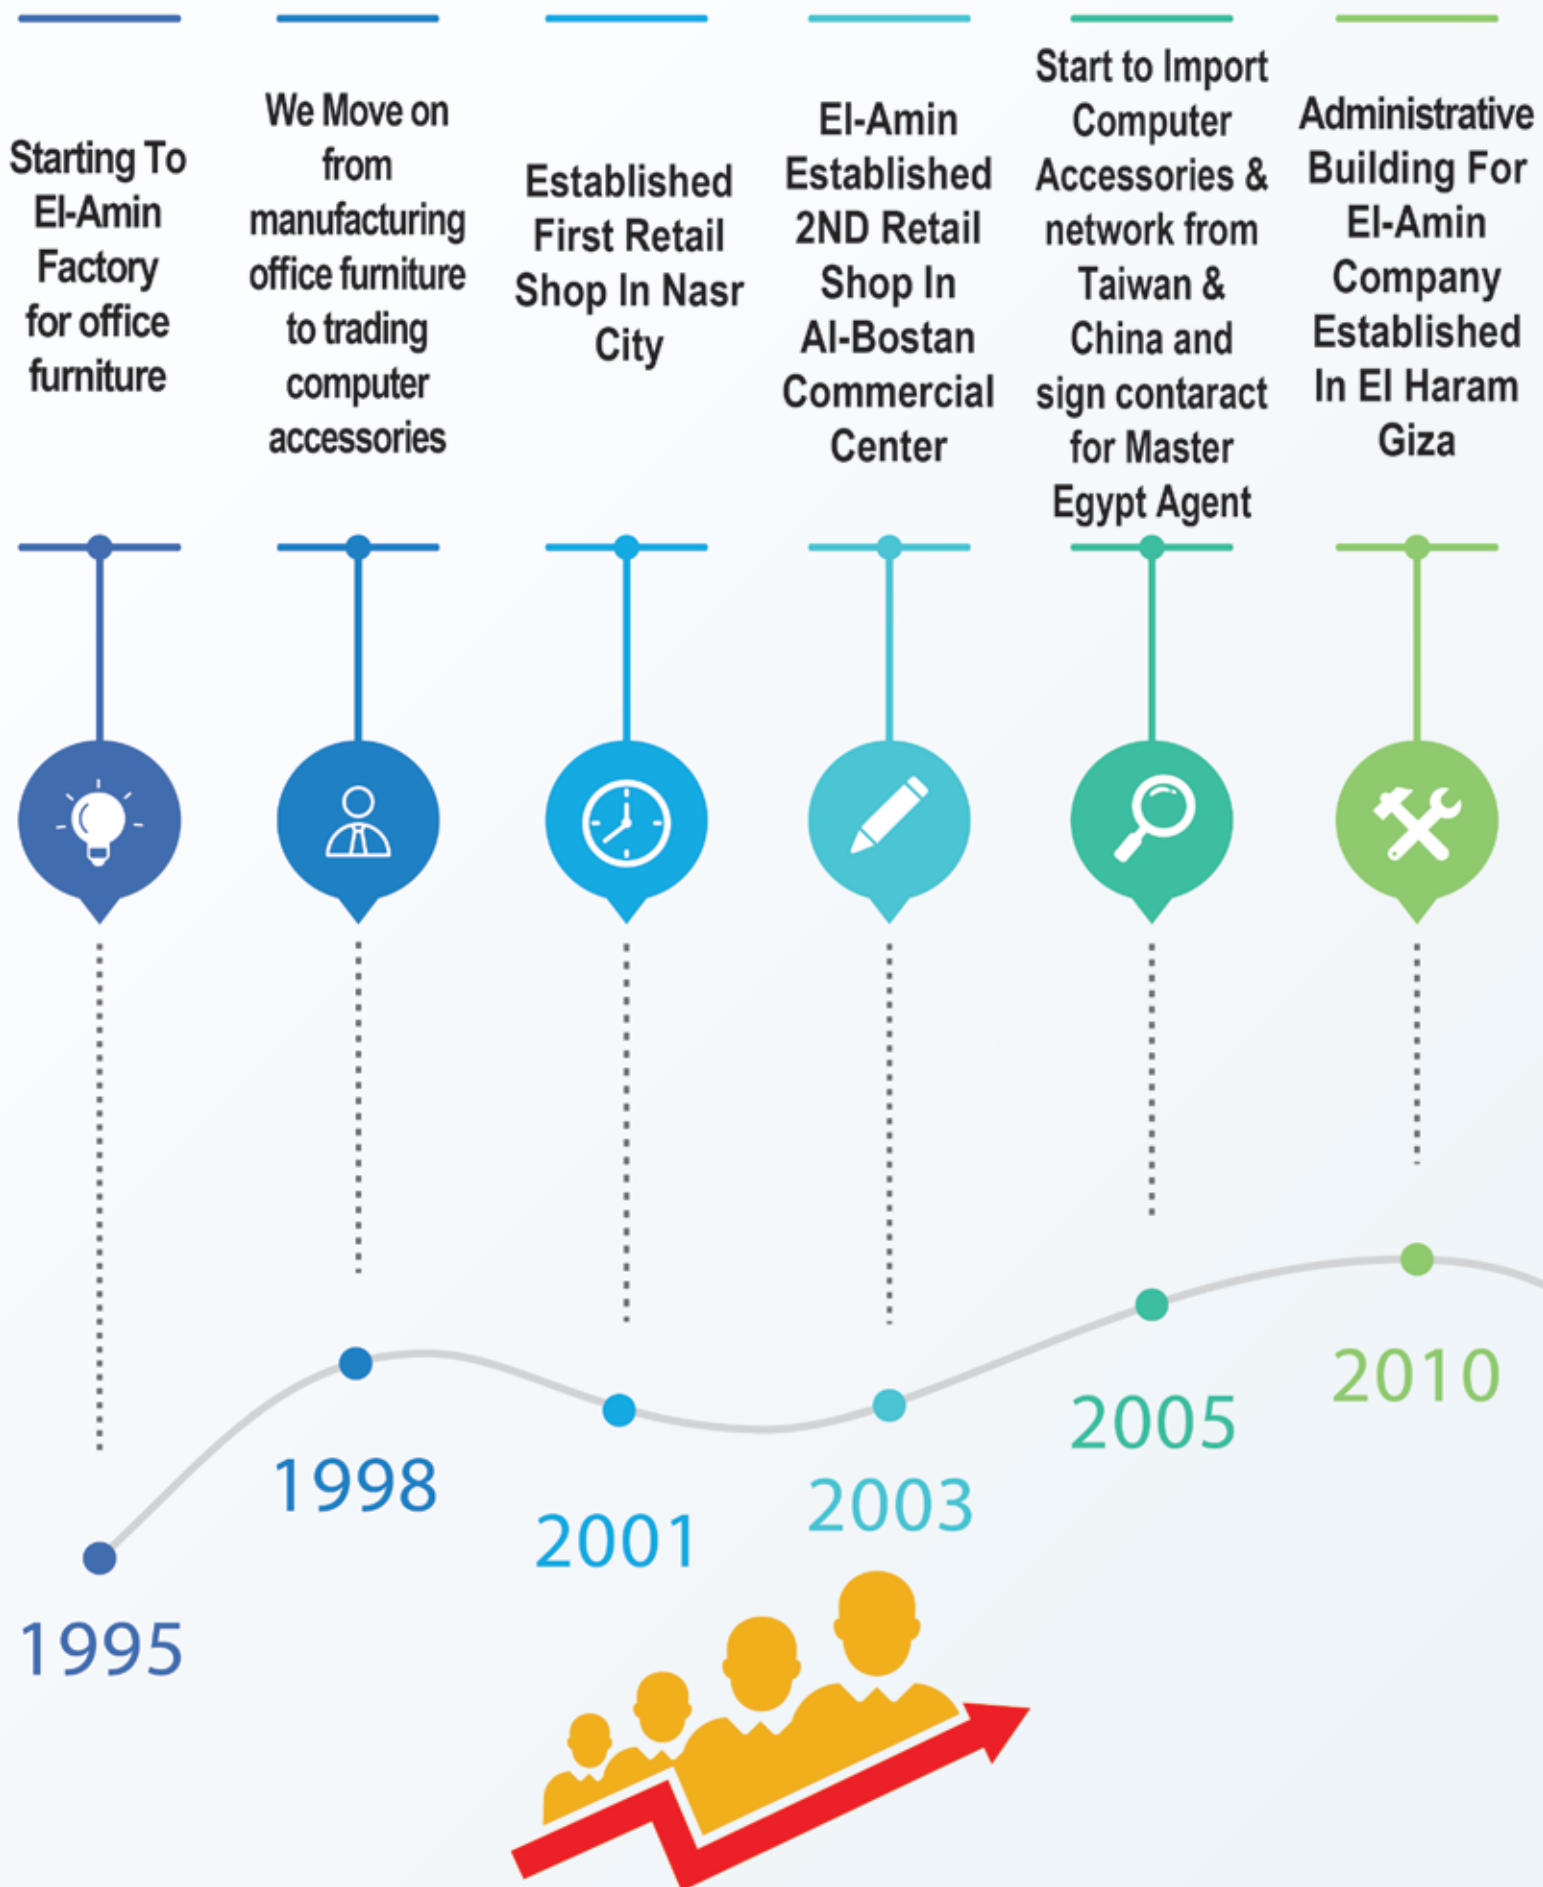 Starting To
El-Amin
Factory
for office
furniture
We Move on
from
manufacturing
office furniture
to trading
computer
accessories
Established
First Retail
Shop In Nasr
City
El-Amin
Established
2ND Retail
Shop In
Al-Bostan
Commercial
Center
Start to Import
Computer
Accessories &
network from
Taiwan &
China and
sign contaract
for Master
Egypt Agent
Administrative
Building For
El-Amin
Company
Established
In El Haram
Giza
1995
1998
2001
2003
2005
2010